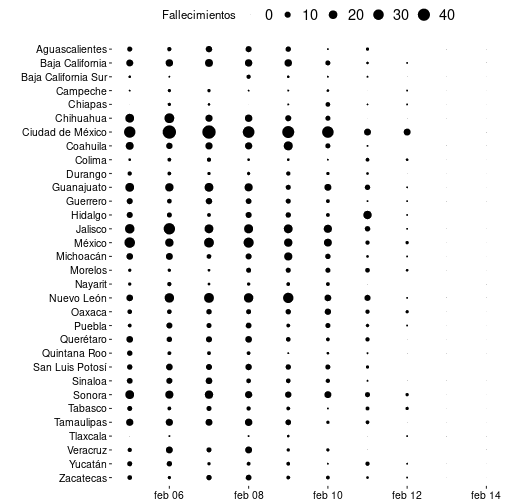 Fallecimientos 0 10 20 30 40
Aguascalientes
Baja California
Baja California Sur
Campeche
Chiapas
Chihuahua
Ciudad de México
Coahuila
Colima
Durango
Guanajuato
Guerrero
Hidalgo
Jalisco
México
Michoacán
Morelos
Nayarit
Nuevo León
Oaxaca
Puebla
Querétaro
Quintana Roo
San Luis Potosí
Sinaloa
Sonora
Tabasco
Tamaulipas
Tlaxcala
Veracruz
Yucatán
Zacatecas
feb 06 feb 08 feb 10 feb 12 feb 14